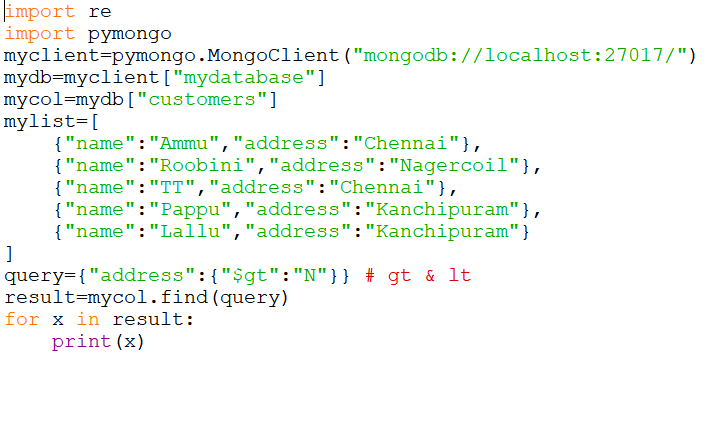 import re
import pymongo
myclient=pymongo.MongoClient("mongodb://localhost:27017/")
mydb=myclient["mydatabase"]
mycol=mydb["customers"]
mylist=[
    {"name":"Ammu","address":"Chennai"},
    {"name":"Roobini","address":"Nagercoil"},
    {"name":"TT","address":"Chennai"},
    {"name":"Pappu","address":"Kanchipuram"},
    {"name":"Lallu","address":"Kanchipuram"}
]
query={"address":{"$gt":"N"}} # gt & lt
result=mycol.find(query)
for x in result:
    print(x)